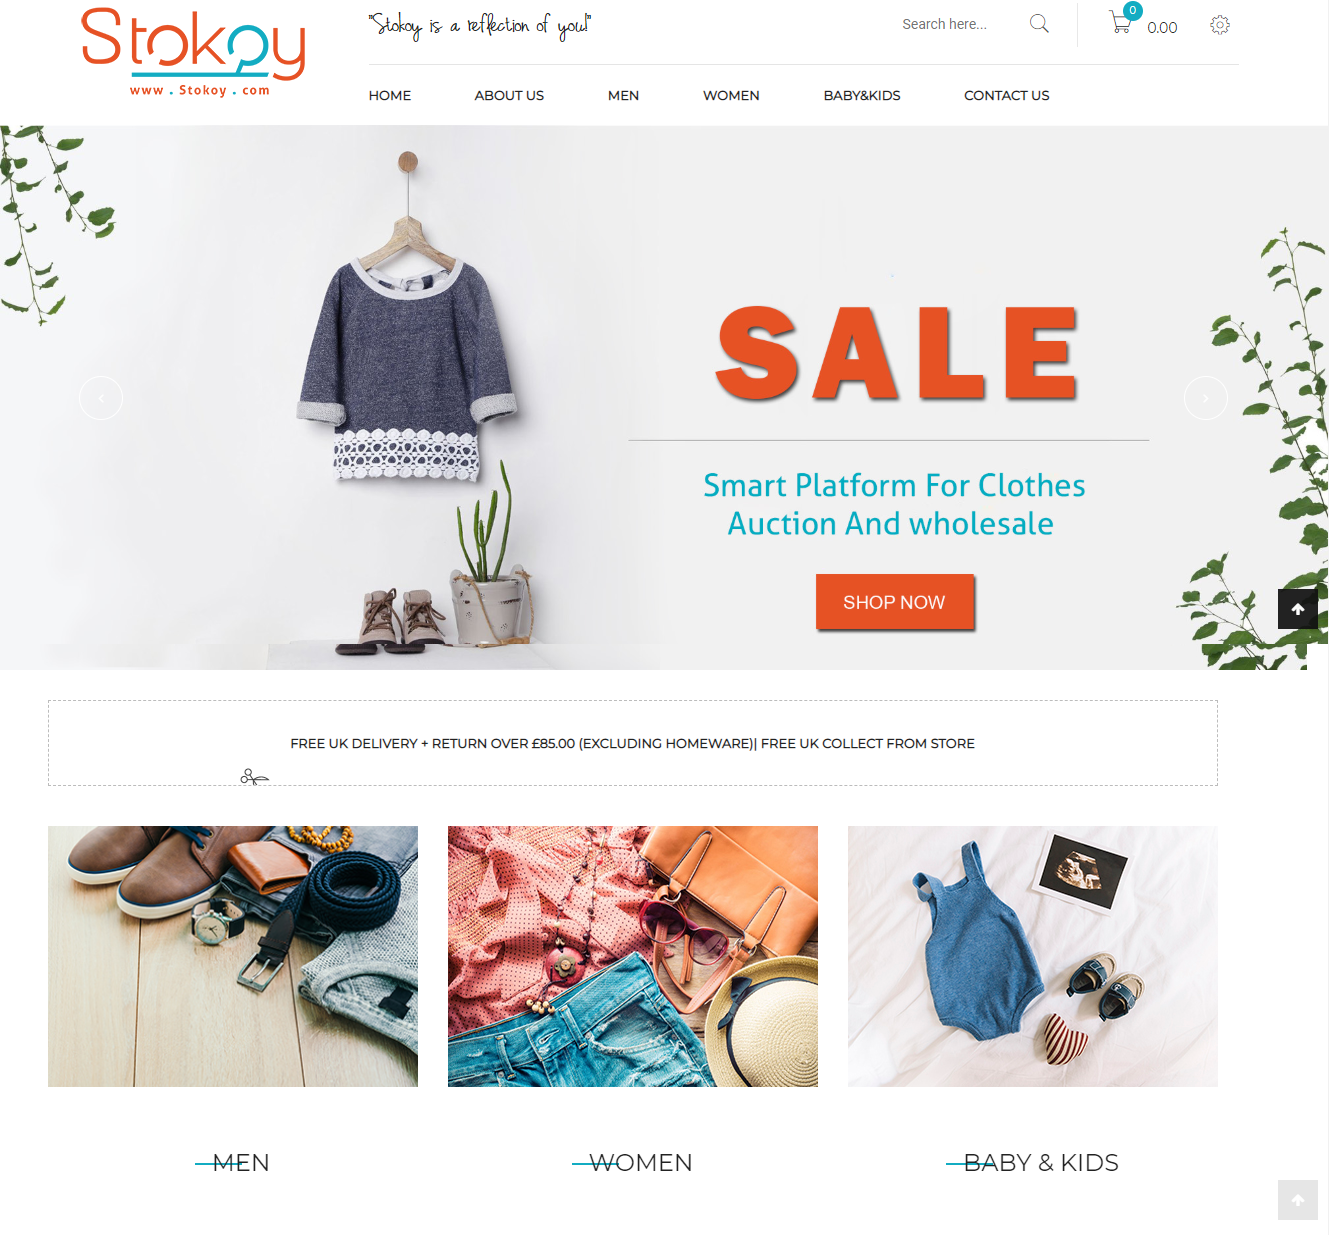 Stokoy
www . Stokoy . com
"Stokoy is a reflection of you!"
Search here...
0
0.00
HOME
ABOUT US
MEN
WOMEN
BABY&KIDS
CONTACT US
SALE
Smart Platform For Clothes
Auction And wholesale
SHOP NOW
FREE UK DELIVERY + RETURN OVER £85.00 (EXCLUDING HOMEWARE)| FREE UK COLLECT FROM STORE
MEN
WOMEN
BABY & KIDS